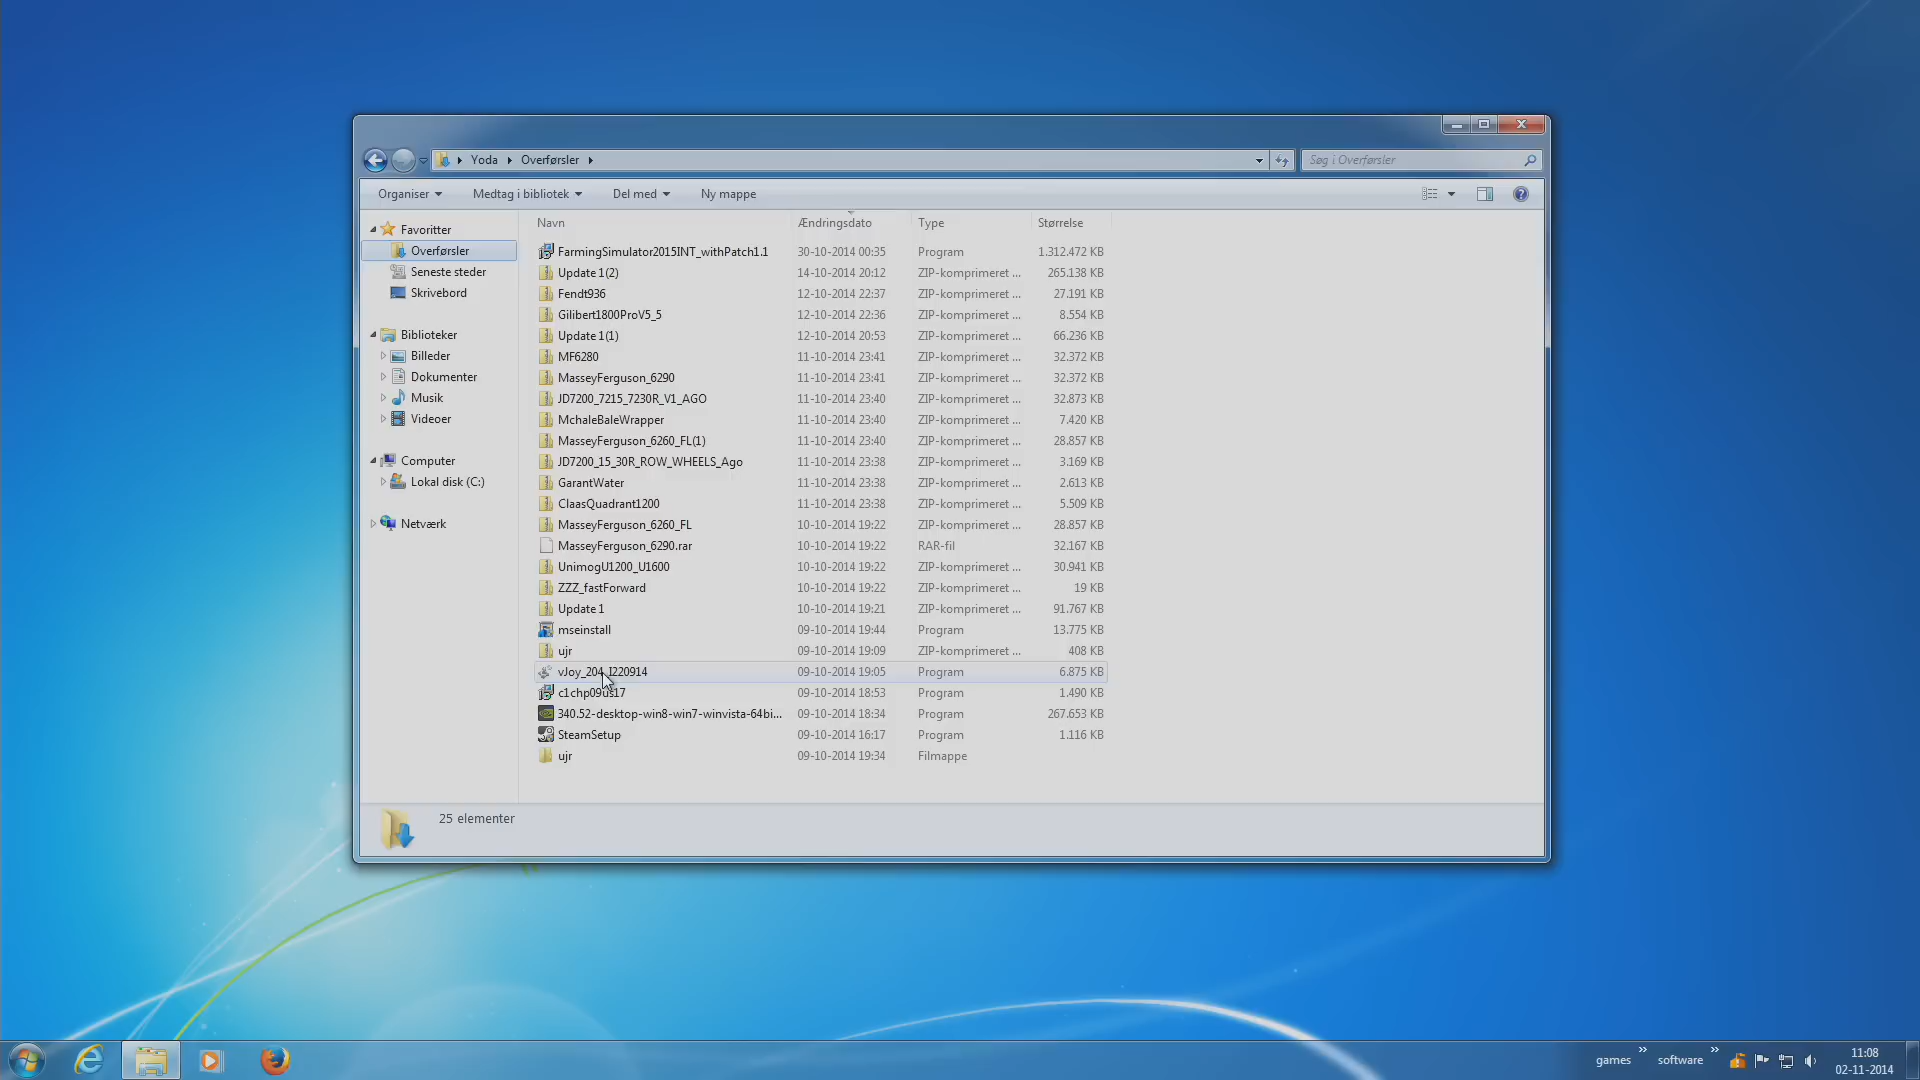 Yoda Overførsler
Søg i Overførsler
Organiser Medtag i bibliotek Del med Ny mappe
Navn Ændringsdato Type Størrelse
Favoritter
Overførsler
Seneste steder
Skrivebord
Biblioteker
Billeder
Dokumenter
Musik
Videoer
Computer
Lokal disk (C:)
Netværk
FarmingSimulator2015INT_withPatch1.1 30-10-2014 00:35 Program 1.312.472 KB
Update 1(2) 14-10-2014 20:12 ZIP-komprimeret ... 265.138 KB
Fendt936 12-10-2014 22:37 ZIP-komprimeret ... 27.191 KB
Gilibert1800ProV5_5 12-10-2014 22:36 ZIP-komprimeret ... 8.554 KB
Update 1(1) 12-10-2014 20:53 ZIP-komprimeret ... 66.236 KB
MF6280 11-10-2014 23:41 ZIP-komprimeret ... 32.372 KB
MasseyFerguson_6290 11-10-2014 23:41 ZIP-komprimeret ... 32.372 KB
JD7200_7215_7230R_V1_AGO 11-10-2014 23:40 ZIP-komprimeret ... 32.873 KB
MchaleBaleWrapper 11-10-2014 23:40 ZIP-komprimeret ... 7.420 KB
MasseyFerguson_6260_FL(1) 11-10-2014 23:40 ZIP-komprimeret ... 28.857 KB
JD7200_15_30R_ROW_WHEELS_Ago 11-10-2014 23:38 ZIP-komprimeret ... 3.169 KB
GarantWater 11-10-2014 23:38 ZIP-komprimeret ... 2.613 KB
ClaasQuadrant1200 11-10-2014 23:38 ZIP-komprimeret ... 5.509 KB
MasseyFerguson_6260_FL 10-10-2014 19:22 ZIP-komprimeret ... 28.857 KB
MasseyFerguson_6290.rar 10-10-2014 19:22 RAR-fil 32.167 KB
UnimogU1200_U1600 10-10-2014 19:22 ZIP-komprimeret ... 30.941 KB
ZZZ_fastForward 10-10-2014 19:22 ZIP-komprimeret ... 19 KB
Update 1 10-10-2014 19:21 ZIP-komprimeret ... 91.767 KB
mseinstall 09-10-2014 19:44 Program 13.775 KB
ujr 09-10-2014 19:09 ZIP-komprimeret ... 408 KB
vJoy_204_I220914 09-10-2014 19:05 Program 6.875 KB
c1chp09us17 09-10-2014 18:53 Program 1.490 KB
340.52-desktop-win8-win7-winvista-64bi... 09-10-2014 18:34 Program 267.653 KB
SteamSetup 09-10-2014 16:17 Program 1.116 KB
ujr 09-10-2014 19:34 Filmappe
25 elementer
games software
11:08
02-11-2014